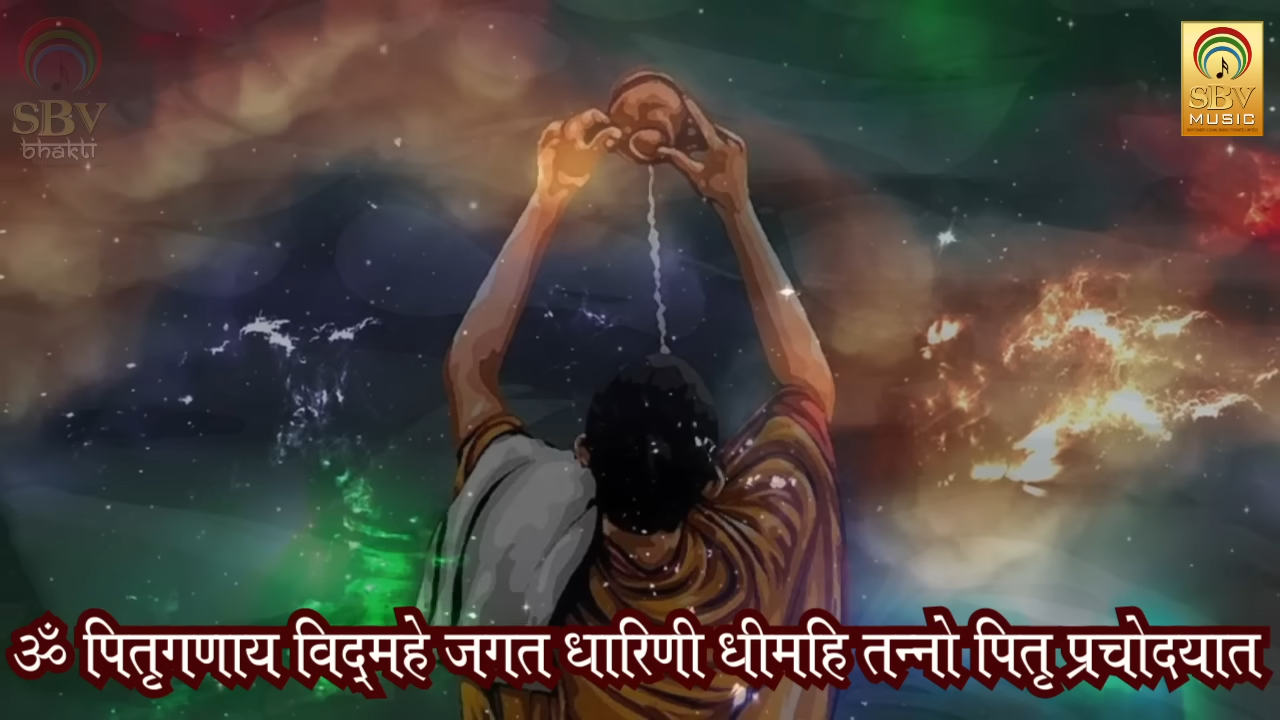 SBV
bhakti
SBV
MUSIC
ॐ पितृगणाय विद्महे जगत धारिणी धीमहि तन्नो पितृ प्रचोदयात